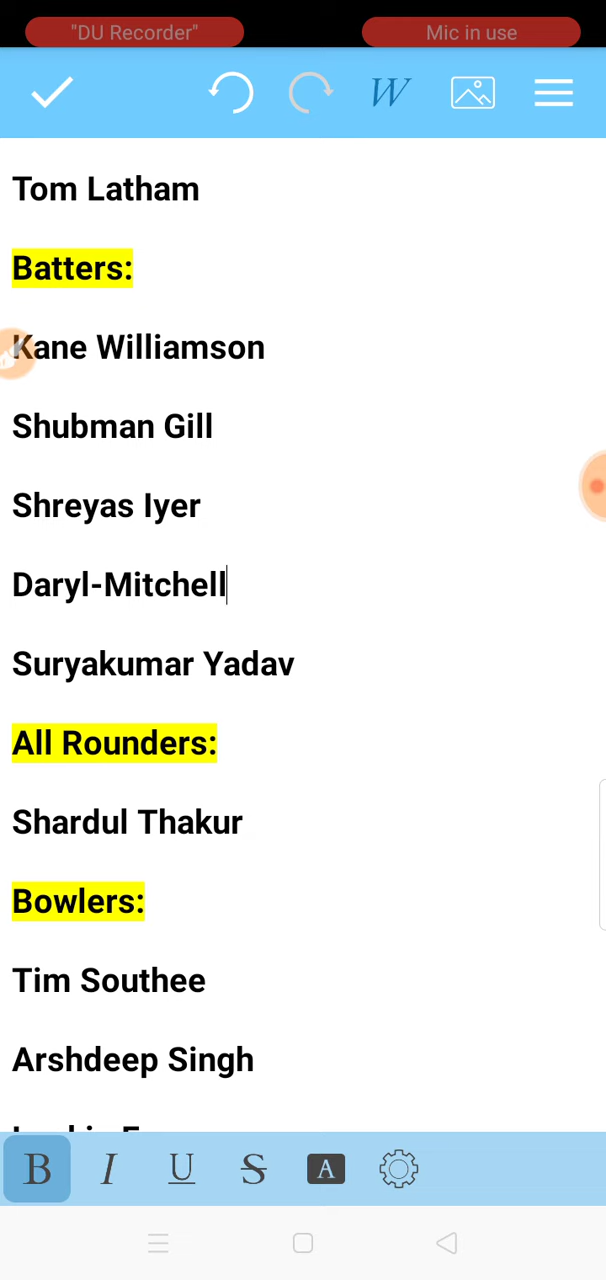 "DU Recorder" Mic in use
W
Tom Latham
Batters:
Kane Williamson
Shubman Gill
Shreyas Iyer
Daryl-Mitchell
Suryakumar Yadav
All Rounders:
Shardul Thakur
Bowlers:
Tim Southee
Arshdeep Singh
B I U S A